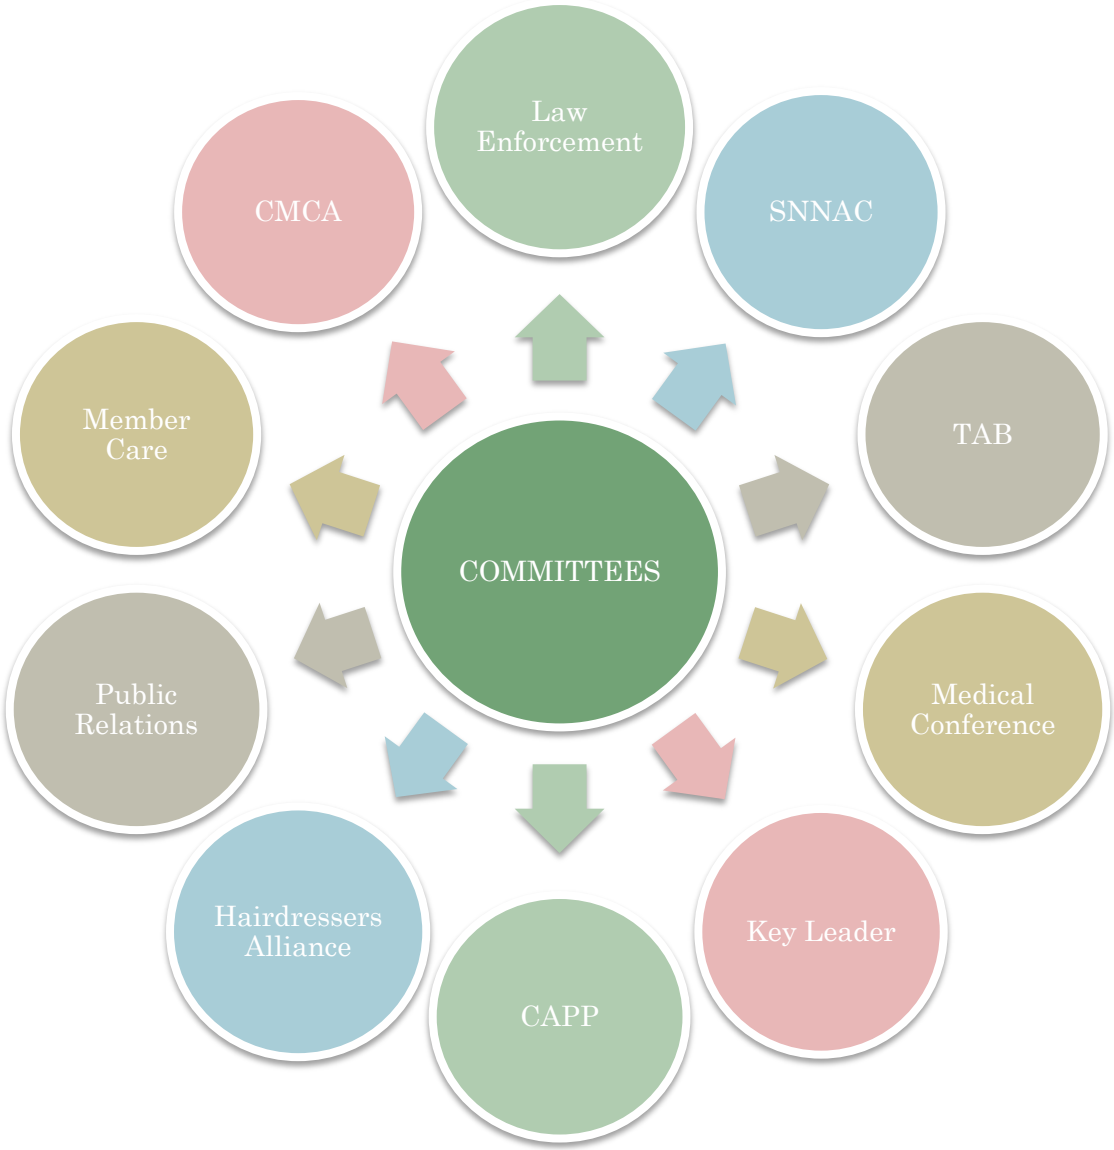 Law
Enforcement
SNNAC
TAB
Medical
Conference
Key Leader
CAPP
Hairdressers
Alliance
Public
Relations
Member
Care
CMCA
COMMITTEES